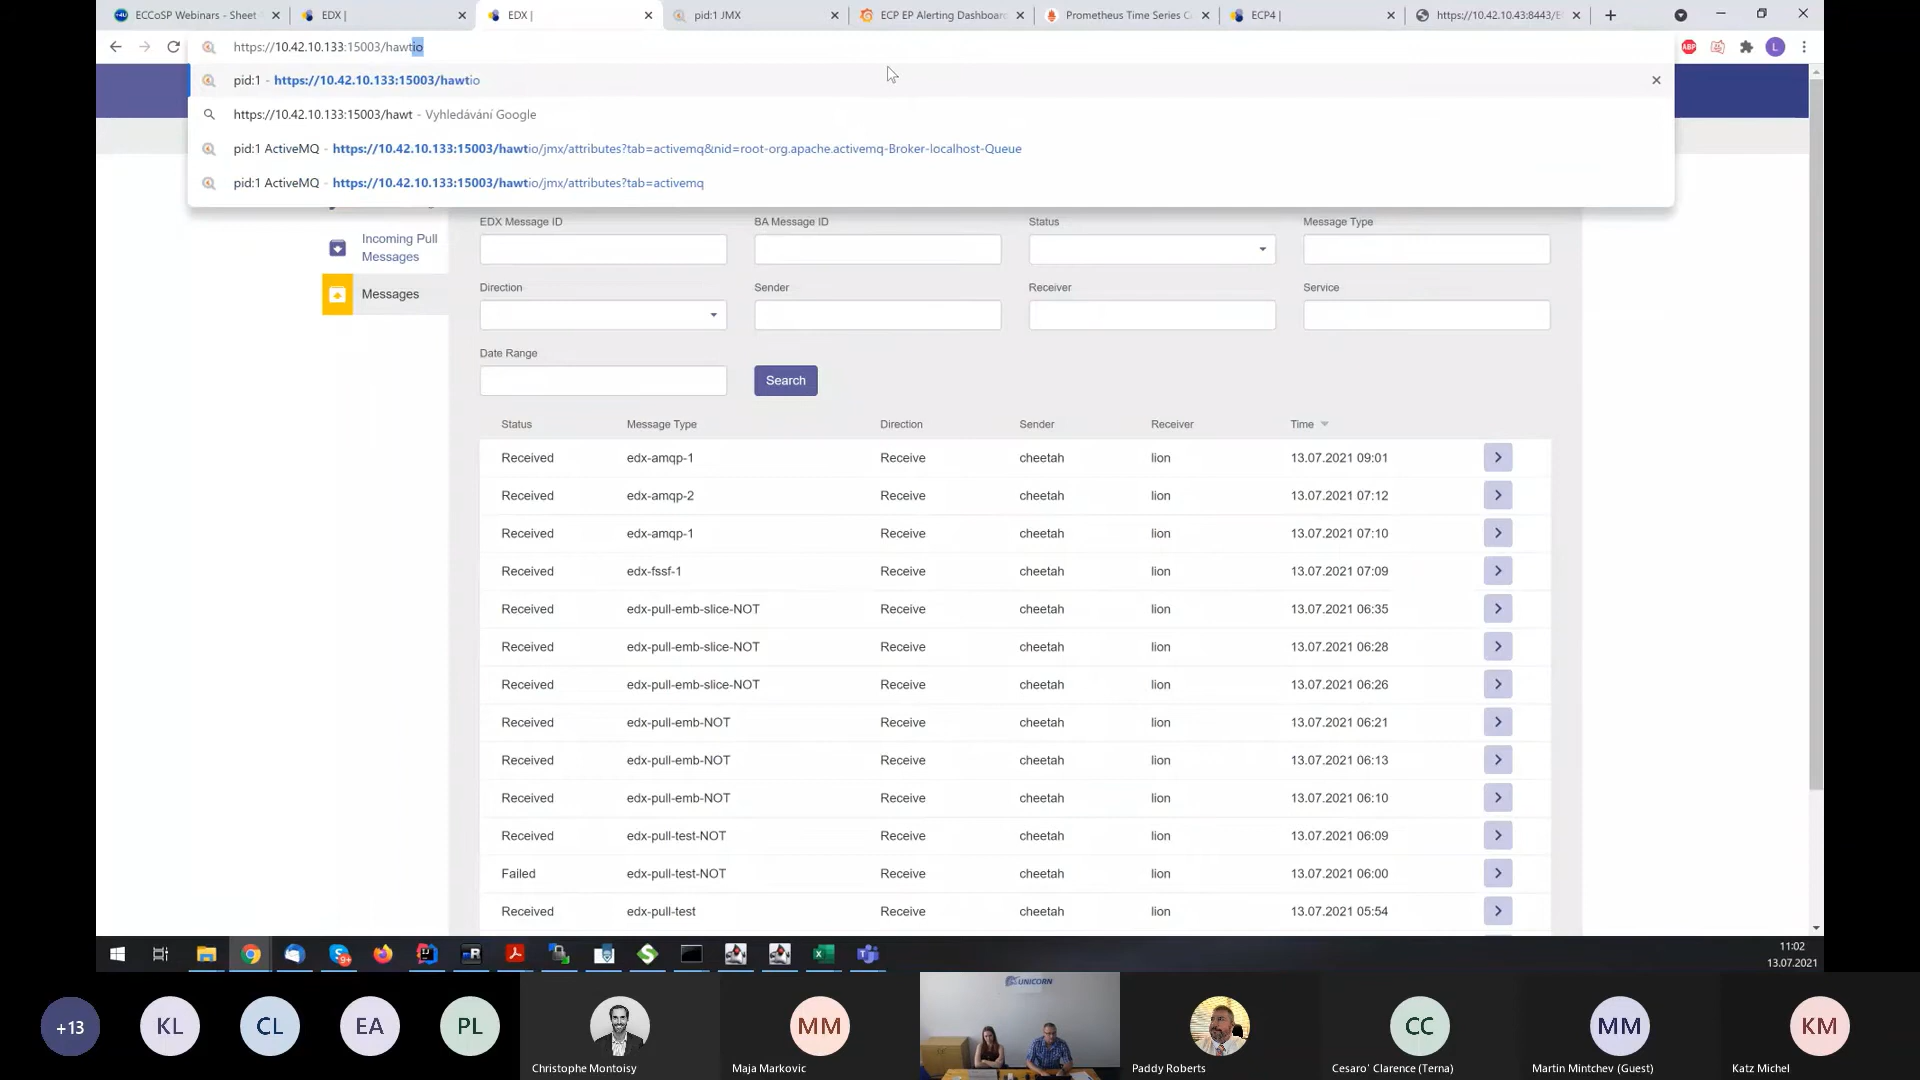 ECCoSP Webinars - Sheet
EDX |
EDX |
pid:1 JMX
ECP EP Alerting Dashboard
Prometheus Time Series C
ECP4 |
https://10.42.10.43:8443/E
https://10.42.10.133:15003/hawtio
ABP
L
pid:1 - https://10.42.10.133:15003/hawtio
https://10.42.10.133:15003/hawt - Vyhledávání Google
pid:1 ActiveMQ - https://10.42.10.133:15003/hawtio/jmx/attributes?tab=activemq&nid=root-org.apache.activemq-Broker-localhost-Queue
pid:1 ActiveMQ - https://10.42.10.133:15003/hawtio/jmx/attributes?tab=activemq
Incoming Pull
Messages
Messages
EDX Message ID
BA Message ID
Status
Message Type
Direction
Sender
Receiver
Service
Date Range
Search
Status Message Type Direction Sender Receiver Time
Received edx-amqp-1 Receive cheetah lion 13.07.2021 09:01
Received edx-amqp-2 Receive cheetah lion 13.07.2021 07:12
Received edx-amqp-1 Receive cheetah lion 13.07.2021 07:10
Received edx-fssf-1 Receive cheetah lion 13.07.2021 07:09
Received edx-pull-emb-slice-NOT Receive cheetah lion 13.07.2021 06:35
Received edx-pull-emb-slice-NOT Receive cheetah lion 13.07.2021 06:28
Received edx-pull-emb-slice-NOT Receive cheetah lion 13.07.2021 06:26
Received edx-pull-emb-NOT Receive cheetah lion 13.07.2021 06:21
Received edx-pull-emb-NOT Receive cheetah lion 13.07.2021 06:13
Received edx-pull-emb-NOT Receive cheetah lion 13.07.2021 06:10
Received edx-pull-test-NOT Receive cheetah lion 13.07.2021 06:09
Failed edx-pull-test-NOT Receive cheetah lion 13.07.2021 06:00
Received edx-pull-test Receive cheetah lion 13.07.2021 05:54
11:02
13.07.2021
+13
KL
CL
EA
PL
Christophe Montoisy
MM
Maja Markovic
UNICORN
Paddy Roberts
CC
Cesaro' Clarence (Terna)
MM
Martin Mintchev (Guest)
KM
Katz Michel